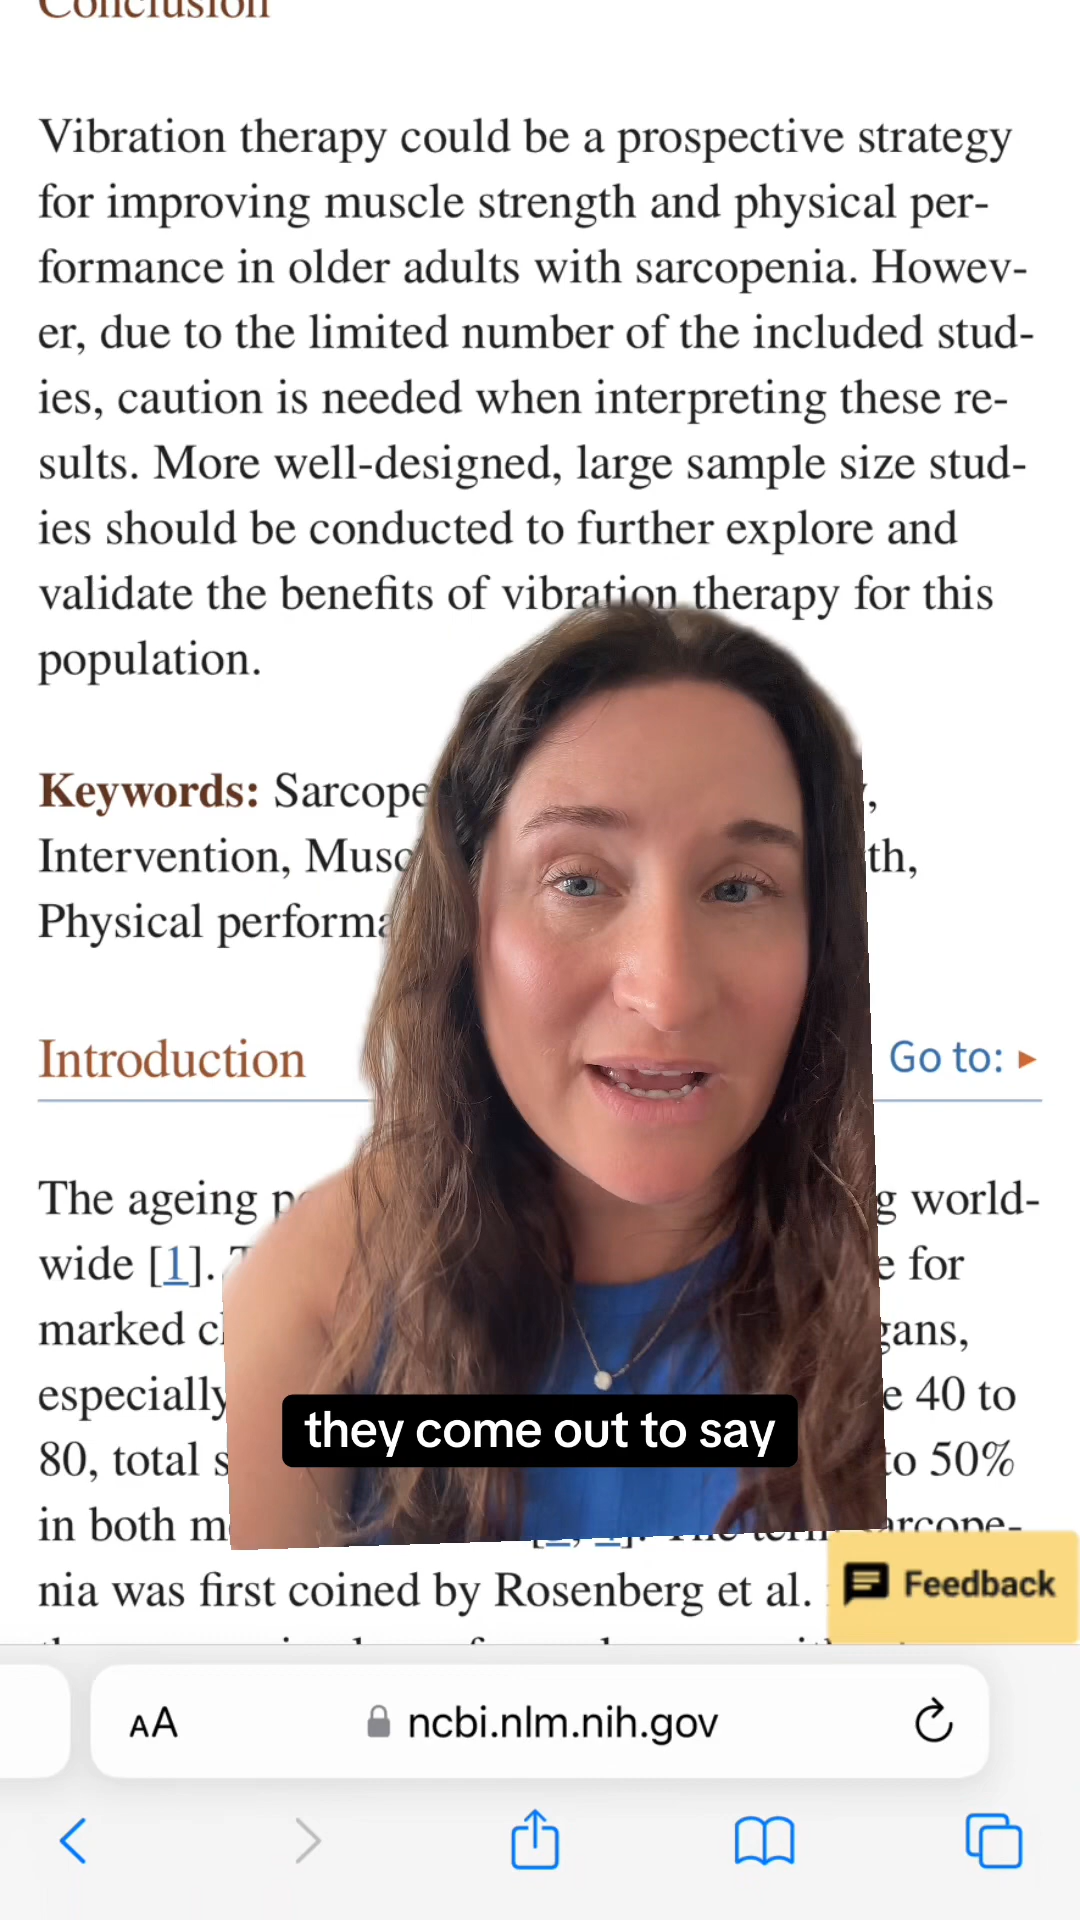 Conclusion
Vibration therapy could be a prospective strategy
for improving muscle strength and physical per-
formance in older adults with sarcopenia. Howev-
er, due to the limited number of the included stud-
ies, caution is needed when interpreting these re-
sults. More well-designed, large sample size stud-
ies should be conducted to further explore and
validate the benefits of vibration therapy for this
population.
Keywords: Sarcope
Intervention, Musc th,
Physical performa
Introduction Go to:
The ageing g world-
wide [1]. e for
marked gans,
especially e 40 to
80, total s to 50%
in both m The term sarcope-
nia was first coined by Rosenberg et al.
they come out to say
Feedback
AA ncbi.nlm.nih.gov